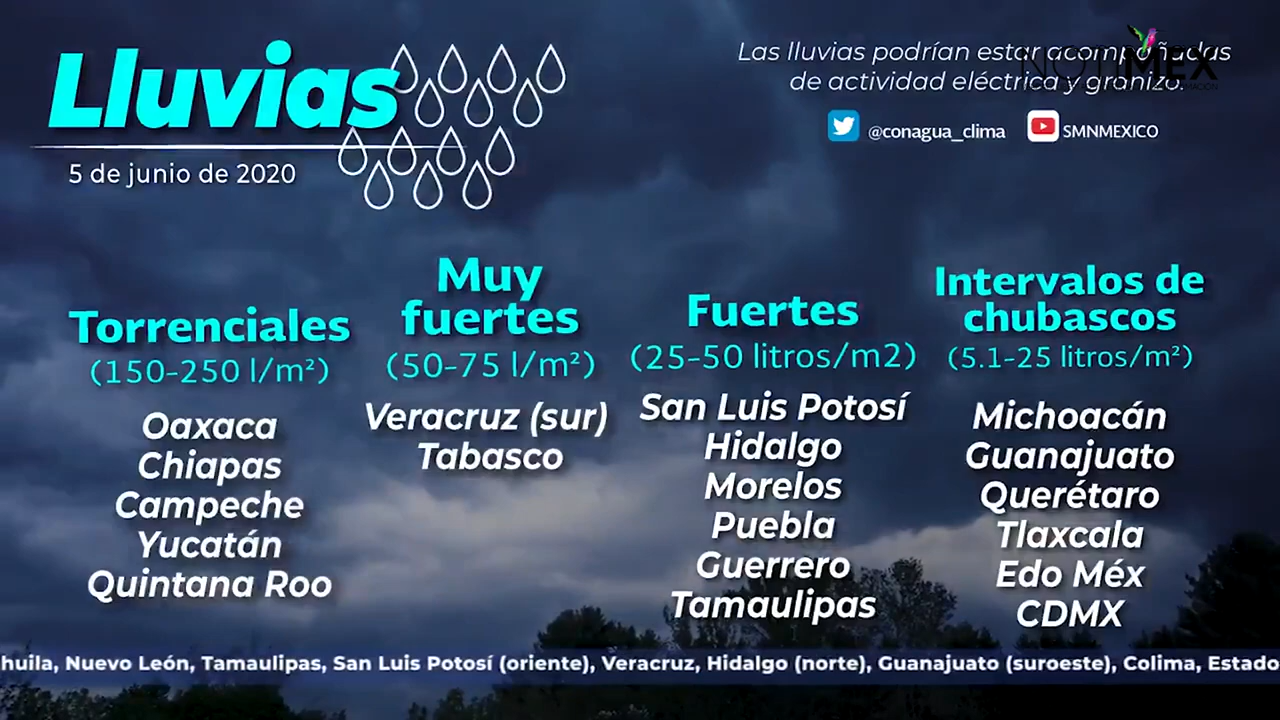 Lluvias
5 de junio de 2020
Las lluvias podrían estar acompañadas
de actividad eléctrica y granizo.
NOTIMEX
@conagua_clima
SMNMEXICO
Torrenciales
(150-250 l/m²)
Oaxaca
Chiapas
Campeche
Yucatán
Quintana Roo
Muy
fuertes
(50-75 l/m²)
Veracruz (sur)
Tabasco
Fuertes
(25-50 litros/m2)
San Luis Potosí
Hidalgo
Morelos
Puebla
Guerrero
Tamaulipas
Intervalos de
chubascos
(5.1-25 litros/m²)
Michoacán
Guanajuato
Querétaro
Tlaxcala
Edo Méx
CDMX
huila, Nuevo León, Tamaulipas, San Luis Potosí (oriente), Veracruz, Hidalgo (norte), Guanajuato (suroeste), Colima, Estado